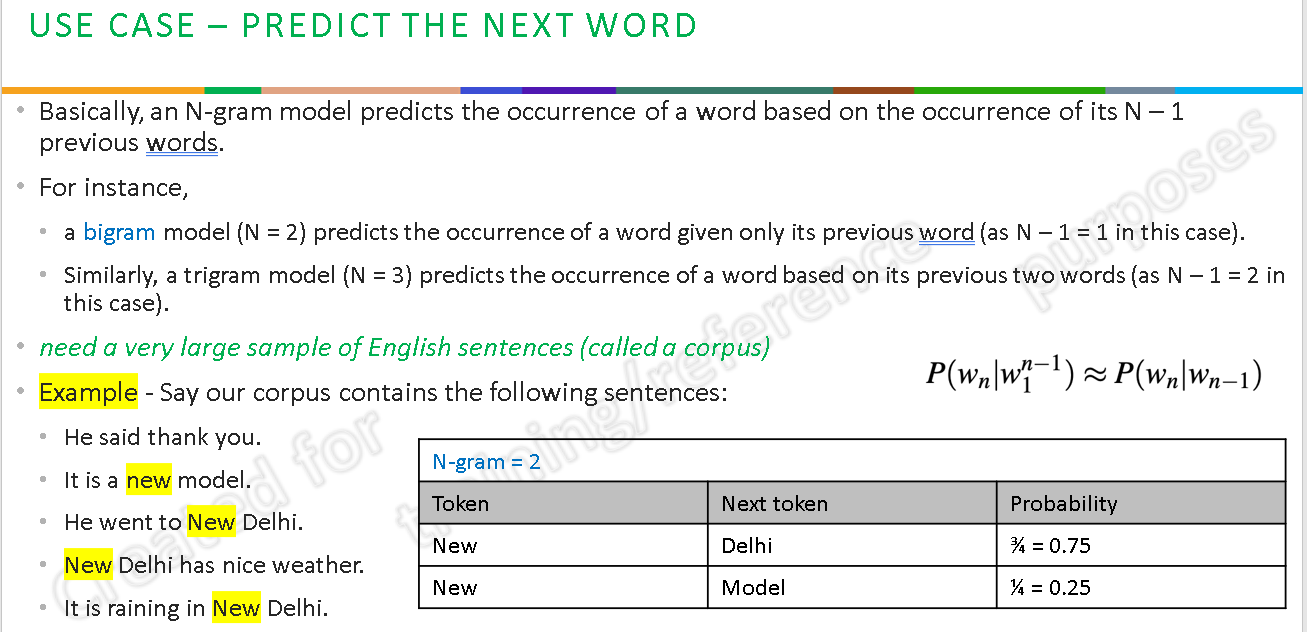 USE CASE – PREDICT THE NEXT WORD
• Basically, an N-gram model predicts the occurrence of a word based on the occurrence of its N – 1
previous words.
• For instance,
• a bigram model (N = 2) predicts the occurrence of a word given only its previous word (as N – 1 = 1 in this case).
• Similarly, a trigram model (N = 3) predicts the occurrence of a word based on its previous two words (as N – 1 = 2 in
this case).
• need a very large sample of English sentences (called a corpus)
P(wₙ|w₁ⁿ⁻¹) ≈ P(wₙ|wₙ₋₁)
• Example - Say our corpus contains the following sentences:
• He said thank you.
• It is a new model.
• He went to New Delhi.
• New Delhi has nice weather.
• It is raining in New Delhi.
N-gram = 2
Token Next token Probability
New Delhi ¾ = 0.75
New Model ¼ = 0.25
Created for training/reference purposes